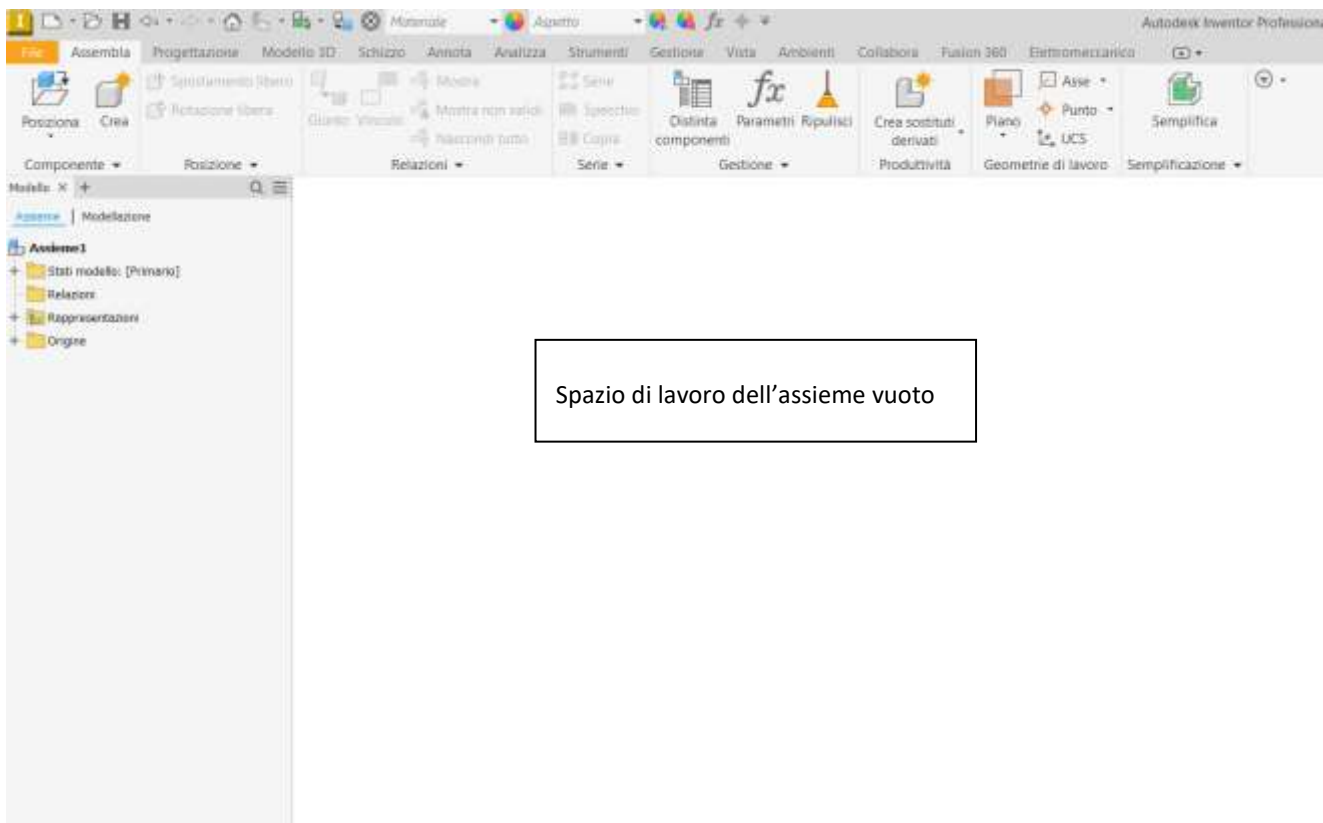 Materiale Aspetto fx Autodesk Inventor Professiona
File Assembla Progettazione Modello 3D Schizzo Annota Analizza Strumenti Gestione Vista Ambienti Collabora Fusion 360 Elettromeccanico
Posiziona Crea
Spostamento libero
Rotazione libera
Giunto Vincolo
Mostra
Mostra non validi
Nascondi tutto
Serie
Specchio
Copia
Distinta componenti
fx
Parametri Ripulisci
Crea sostituti derivati
Piano
Asse
Punto
UCS
Semplifica
Componente Posizione Relazioni Serie Gestione Produttività Geometrie di lavoro Semplificazione
Modello × +
Assieme | Modellazione
Assieme1
Stati modello: [Primario]
Relazioni
Rappresentazioni
Origine
Spazio di lavoro dell’assieme vuoto